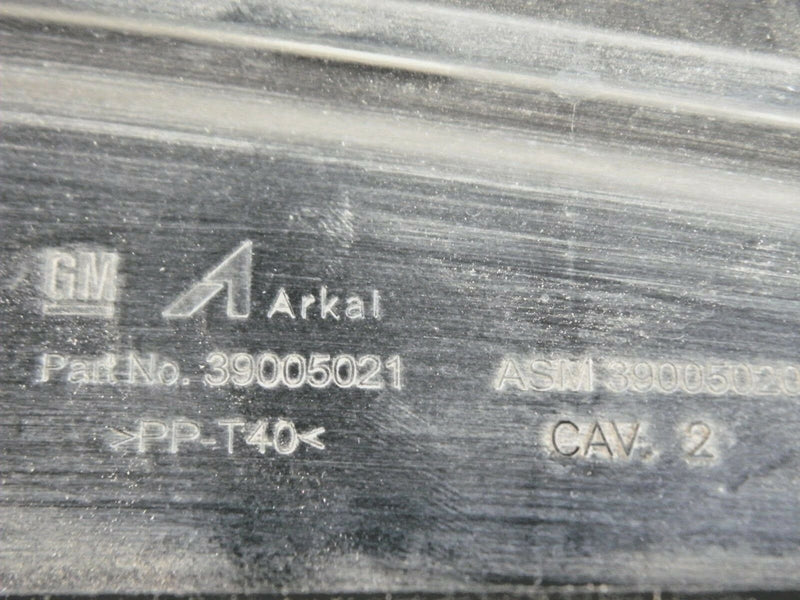 GM Arkal
Part No. 39005021 ASM 39005020
>PP-T40< CAV. 2